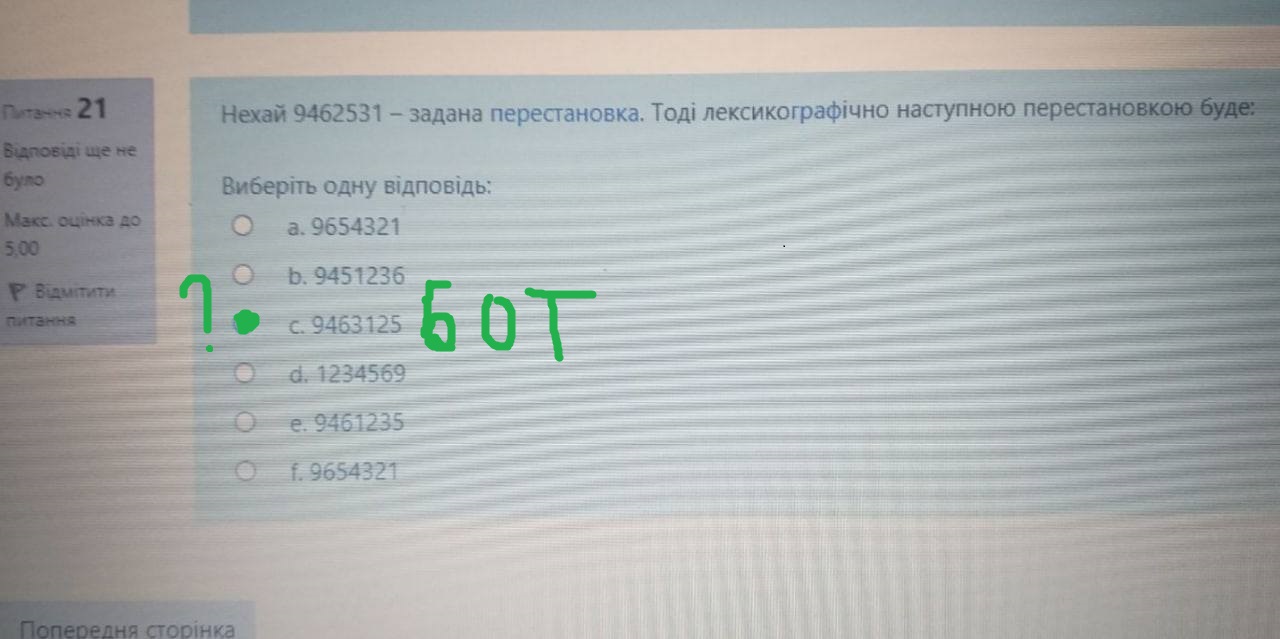 Питання 21
Відповіді ще не
було
Макс. оцінка до
5,00
Відмітити
питання
Нехай 9462531 – задана перестановка. Тоді лексикографічно наступною перестановкою буде:
Виберіть одну відповідь:
a. 9654321
b. 9451236
? c. 9463125 БОТ
d. 1234569
e. 9461235
f. 9654321
Попередня сторінка